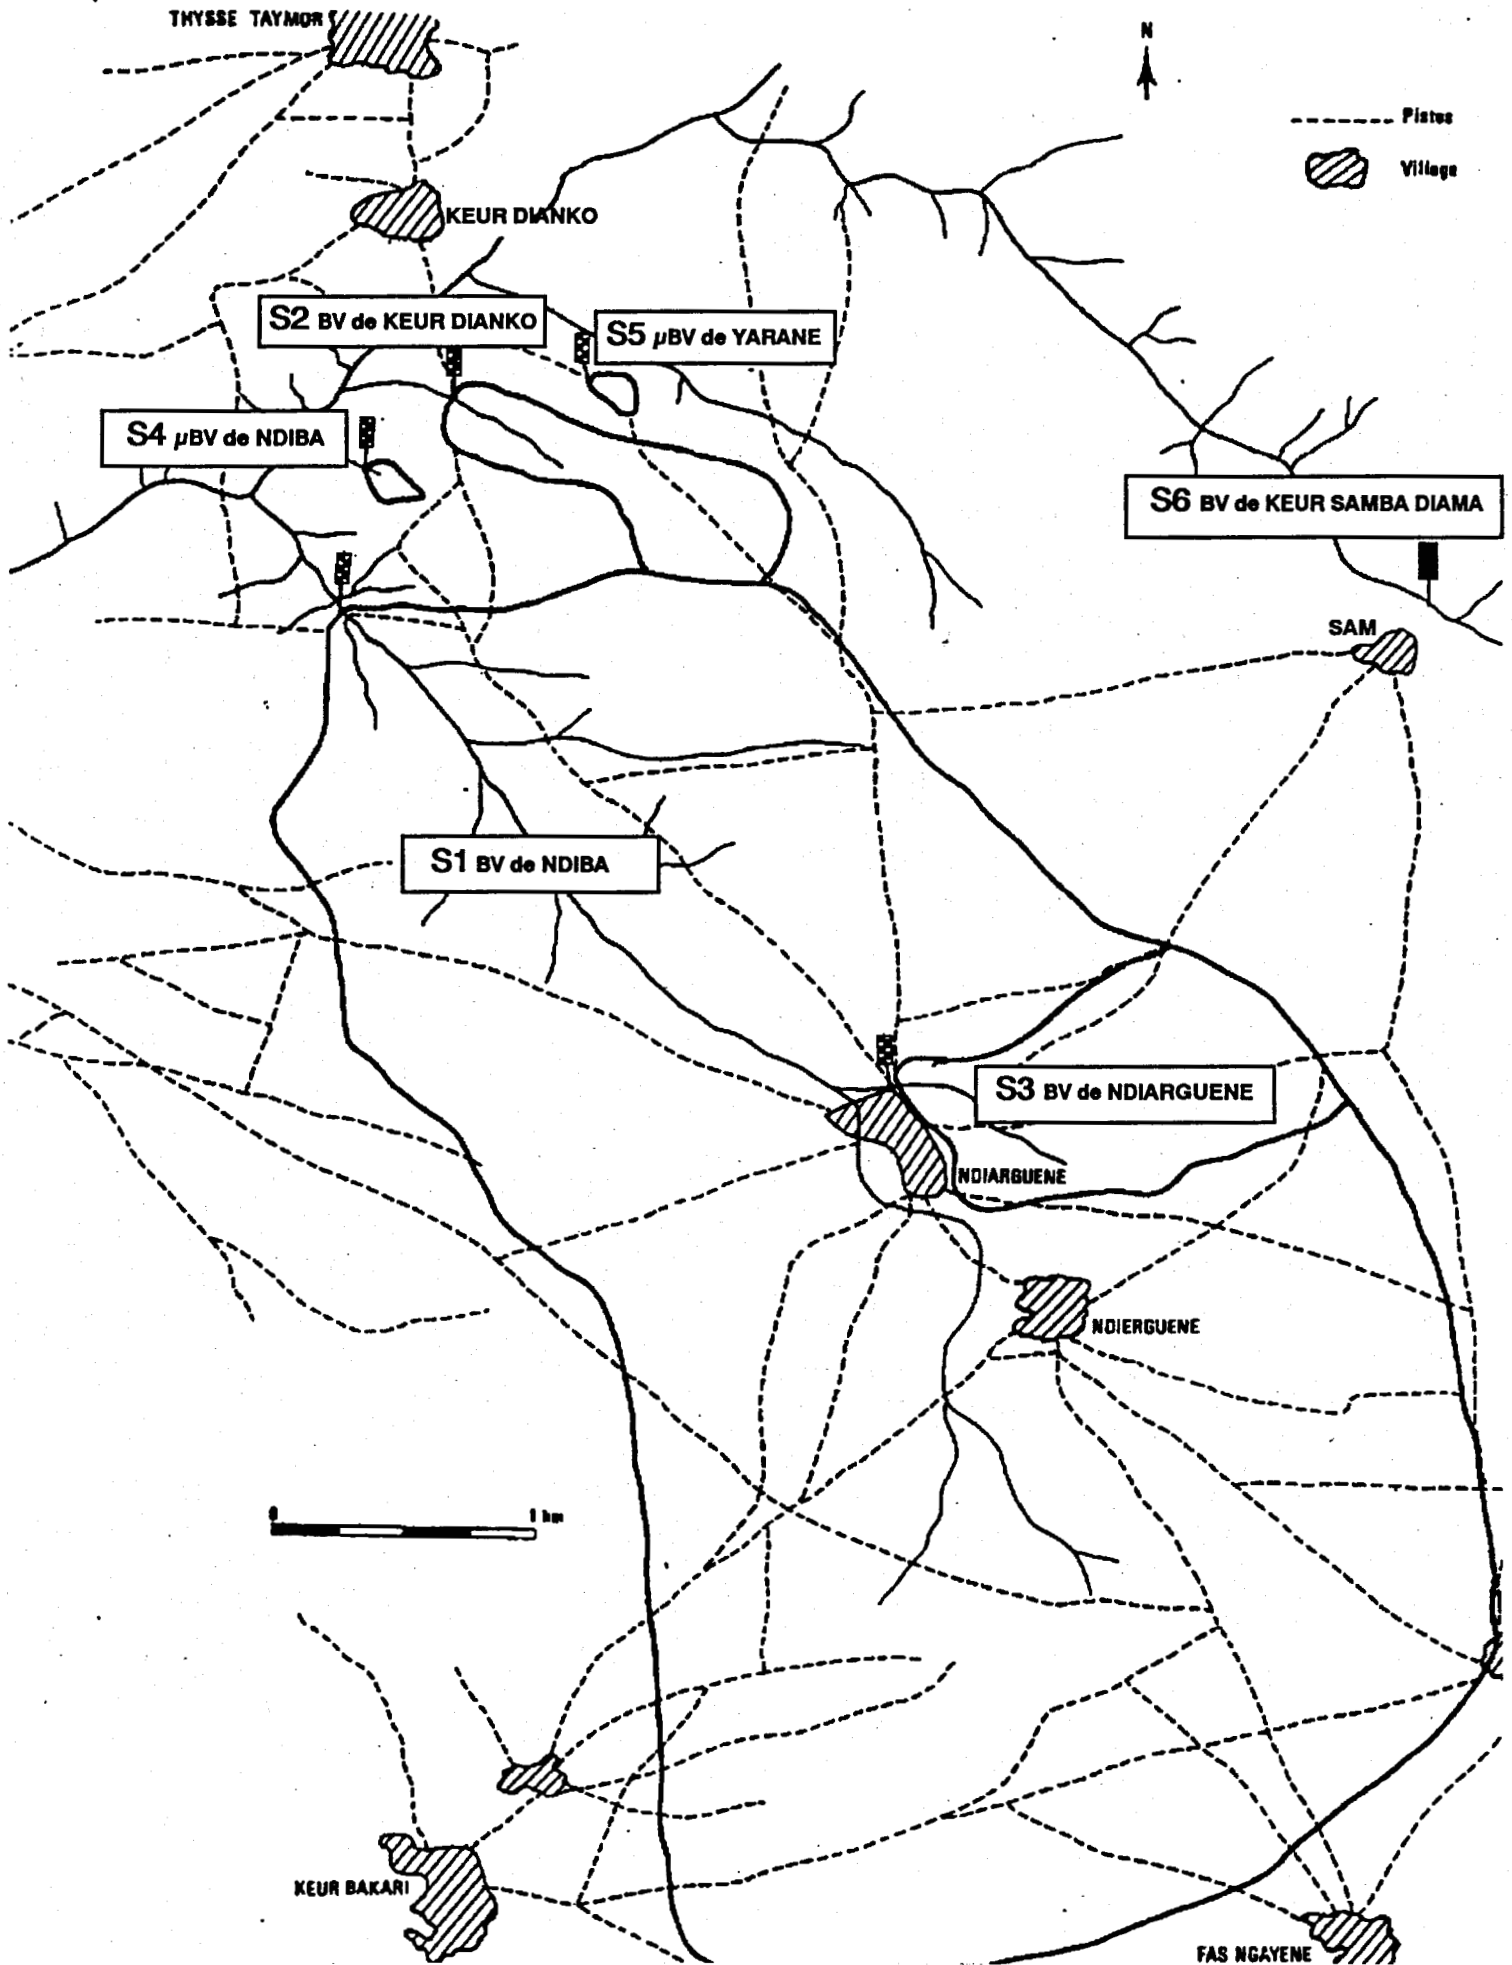 THYSSE TAYMOR
N
Pistes
Village
KEUR DIANKO
S2 BV de KEUR DIANKO
S5 µBV de YARANE
S4 µBV de NDIBA
S6 BV de KEUR SAMBA DIAMA
SAM
S1 BV de NDIBA
S3 BV de NDIARGUENE
NDIARGUENE
NDIERGUENE
0 1 km
KEUR BAKARI
FAS NGAYENE